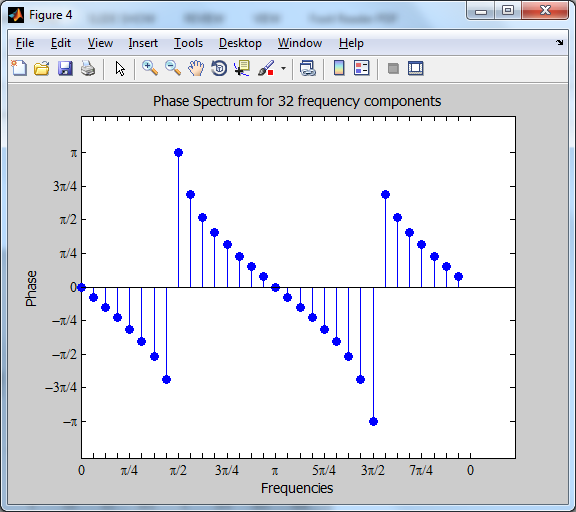 Figure 4
File Edit View Insert Tools Desktop Window Help
Phase Spectrum for 32 frequency components
π
3π/4
π/2
π/4
0
−π/4
−π/2
−3π/4
−π
Phase
0 π/4 π/2 3π/4 π 5π/4 3π/2 7π/4 0
Frequencies